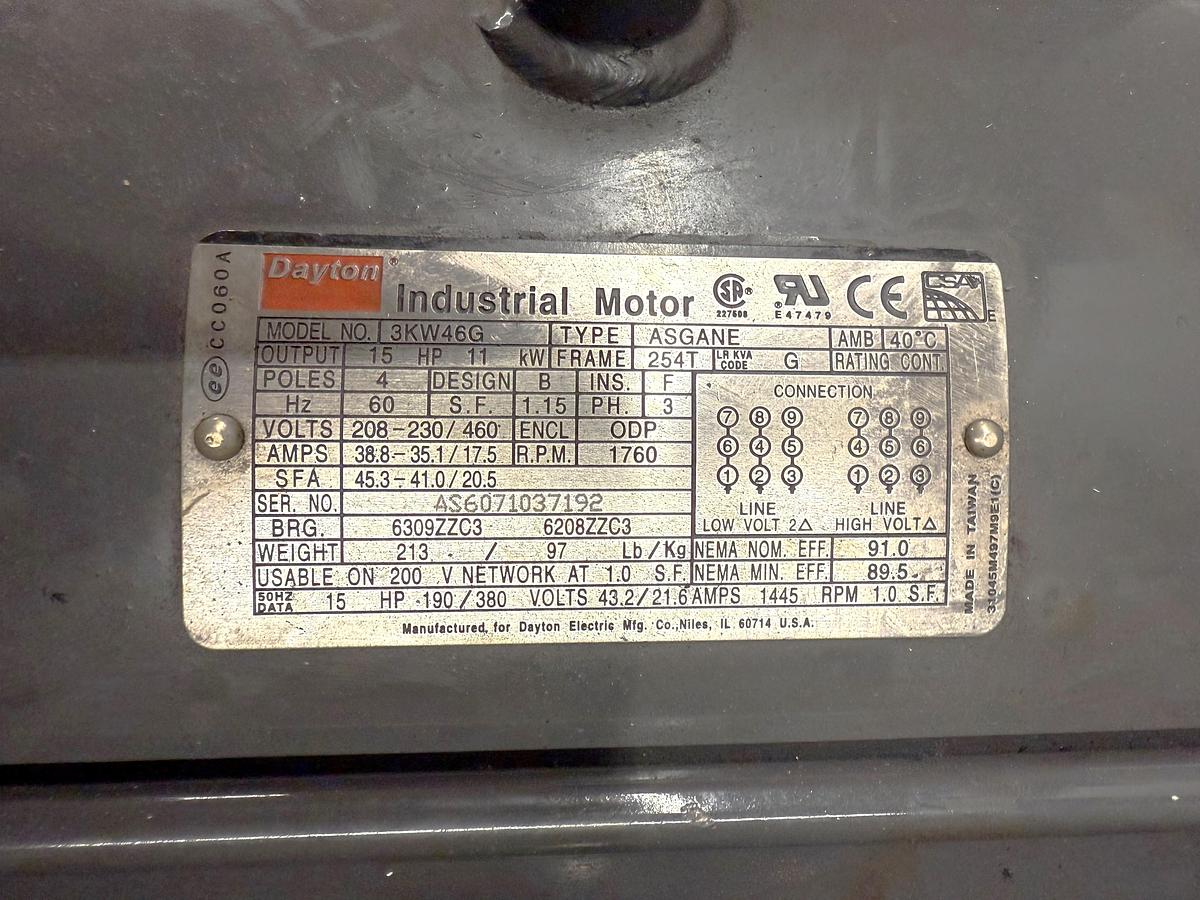 Dayton
Industrial Motor
SA 227508
RU E47479
CE
CSA E
ee CC060A
MODEL NO. 3KW46G TYPE ASGANE AMB 40°C
OUTPUT 15 HP 11 kW FRAME 254T LR KVA CODE G RATING CONT
POLES 4 DESIGN B INS. F
Hz 60 S.F. 1.15 PH. 3
VOLTS 208-230/460 ENCL ODP
AMPS 38.8-35.1/17.5 R.P.M. 1760
SFA 45.3-41.0/20.5
SER. NO. AS6071037192
BRG. 6309ZZC3 6208ZZC3
WEIGHT 213 / 97 Lb/Kg
USABLE ON 200 V NETWORK AT 1.0 S.F.
CONNECTION
7 8 9 7 8 9
6 4 5 4 5 6
1 2 3 1 2 3
LINE LINE
LOW VOLT 2△ HIGH VOLT△
NEMA NOM. EFF. 91.0
NEMA MIN. EFF. 89.5
50HZ DATA 15 HP 190/380 VOLTS 43.2/21.6 AMPS 1445 RPM 1.0 S.F.
Manufactured for Dayton Electric Mfg. Co., Niles, IL 60714 U.S.A.
MADE IN TAIWAN
31045M497M9E1(C)